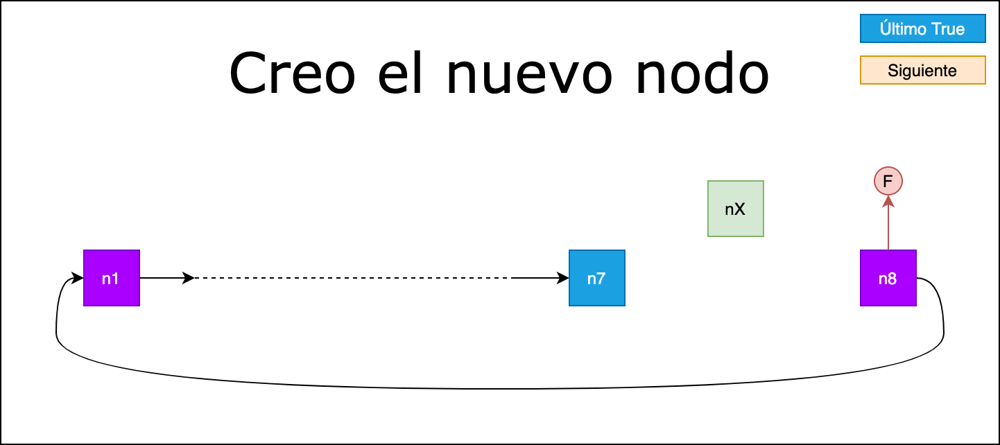 Último True
Creo el nuevo nodo
Siguiente
F
nX
n1
n7
n8